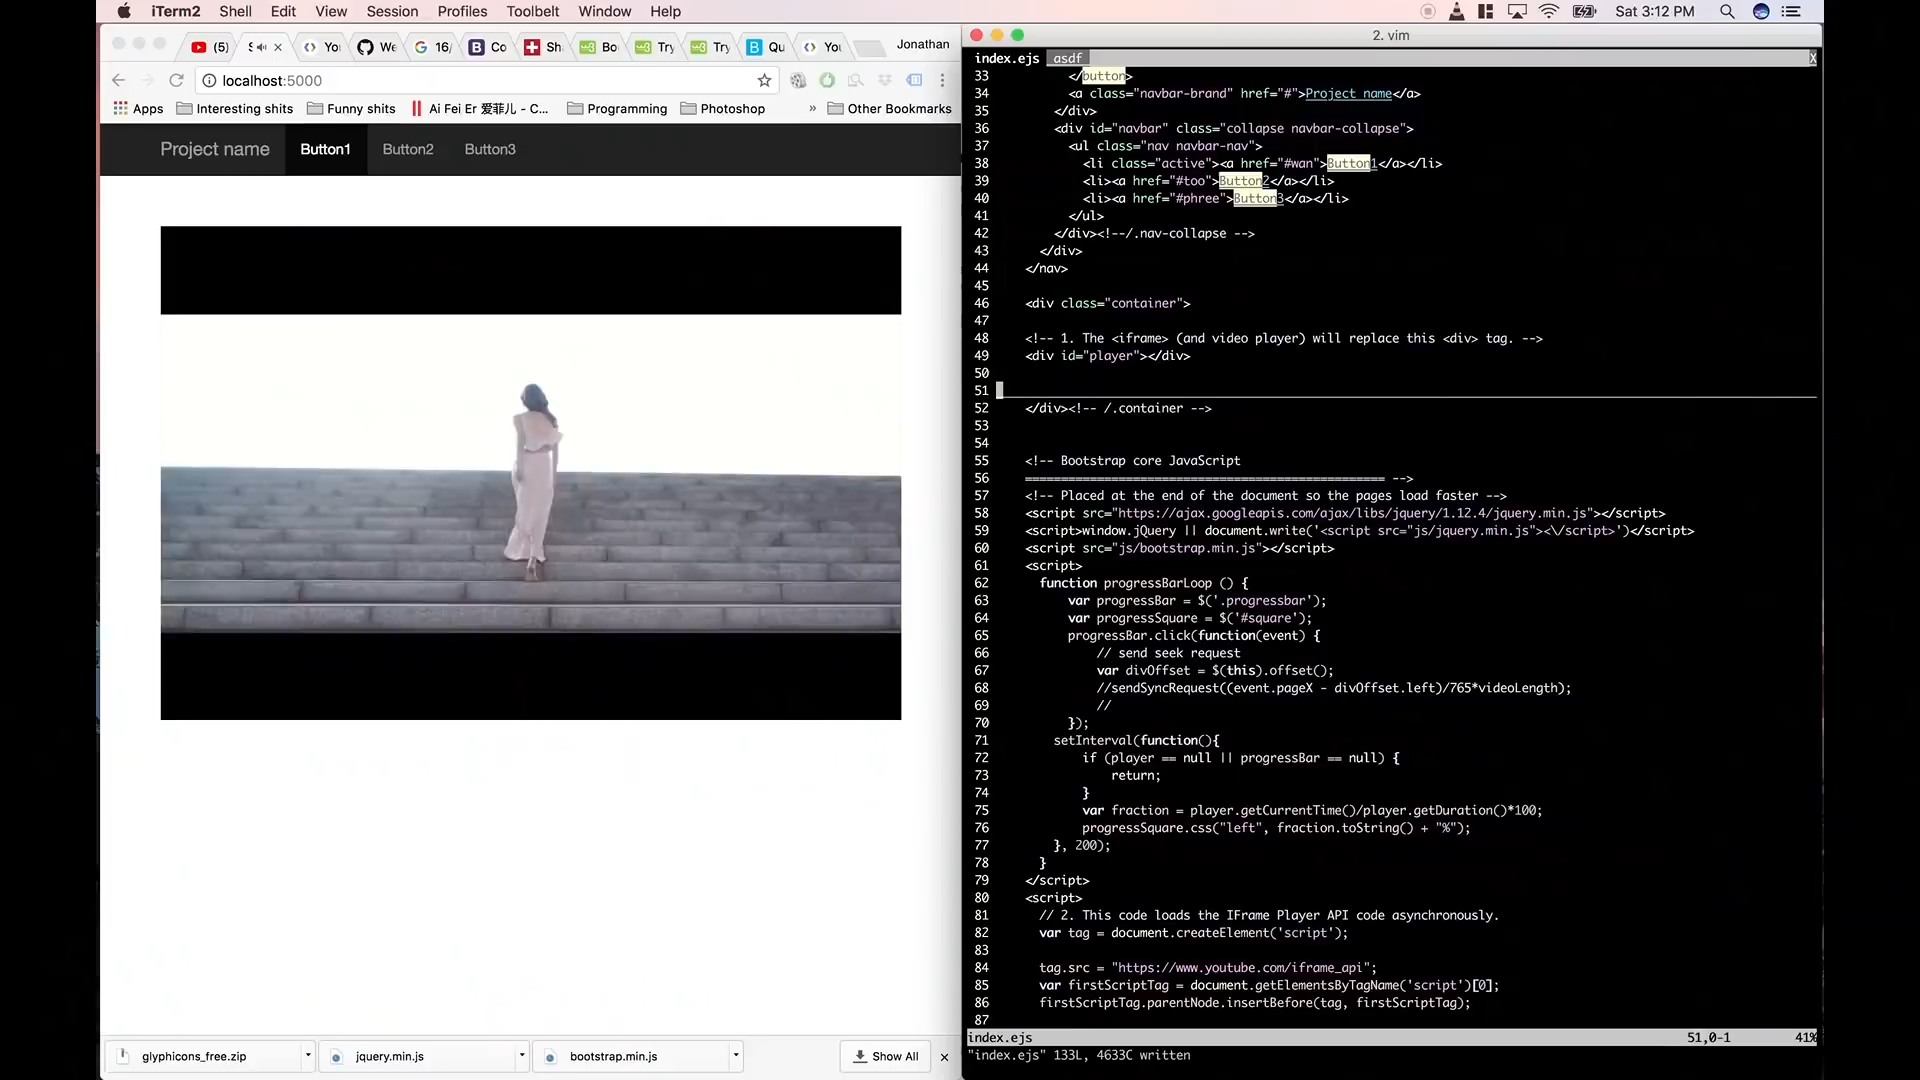 iTerm2 Shell Edit View Session Profiles Toolbelt Window Help Sat 3:12 PM
(5) S You We G 16/ B Co Sh Bo Try Try Qu You Jonathan
localhost:5000
Apps Interesting shits Funny shits Ai Fei Er 爱菲儿 - C... Programming Photoshop » Other Bookmarks
Project name Button1 Button2 Button3
glyphicons_free.zip jquery.min.js bootstrap.min.js Show All
2. vim
index.ejs asdf X
33 </button>
34 <a class="navbar-brand" href="#">Project name</a>
35 </div>
36 <div id="navbar" class="collapse navbar-collapse">
37 <ul class="nav navbar-nav">
38 <li class="active"><a href="#wan">Button1</a></li>
39 <li><a href="#too">Button2</a></li>
40 <li><a href="#phree">Button3</a></li>
41 </ul>
42 </div><!--/.nav-collapse -->
43 </div>
44 </nav>
45
46 <div class="container">
47
48 <!-- 1. The <iframe> (and video player) will replace this <div> tag. -->
49 <div id="player"></div>
50
51
52 </div><!-- /.container -->
53
54
55 <!-- Bootstrap core JavaScript
56 ================================================== -->
57 <!-- Placed at the end of the document so the pages load faster -->
58 <script src="https://ajax.googleapis.com/ajax/libs/jquery/1.12.4/jquery.min.js"></script>
59 <script>window.jQuery || document.write('<script src="js/jquery.min.js"><\/script>')</script>
60 <script src="js/bootstrap.min.js"></script>
61 <script>
62 function progressBarLoop () {
63 var progressBar = $('.progressbar');
64 var progressSquare = $('#square');
65 progressBar.click(function(event) {
66 // send seek request
67 var divOffset = $(this).offset();
68 //sendSyncRequest((event.pageX - divOffset.left)/765*videoLength);
69 //
70 });
71 setInterval(function(){
72 if (player == null || progressBar == null) {
73 return;
74 }
75 var fraction = player.getCurrentTime()/player.getDuration()*100;
76 progressSquare.css("left", fraction.toString() + "%");
77 }, 200);
78 }
79 </script>
80 <script>
81 // 2. This code loads the IFrame Player API code asynchronously.
82 var tag = document.createElement('script');
83
84 tag.src = "https://www.youtube.com/iframe_api";
85 var firstScriptTag = document.getElementsByTagName('script')[0];
86 firstScriptTag.parentNode.insertBefore(tag, firstScriptTag);
87
index.ejs 51,0-1 41%
"index.ejs" 133L, 4633C written